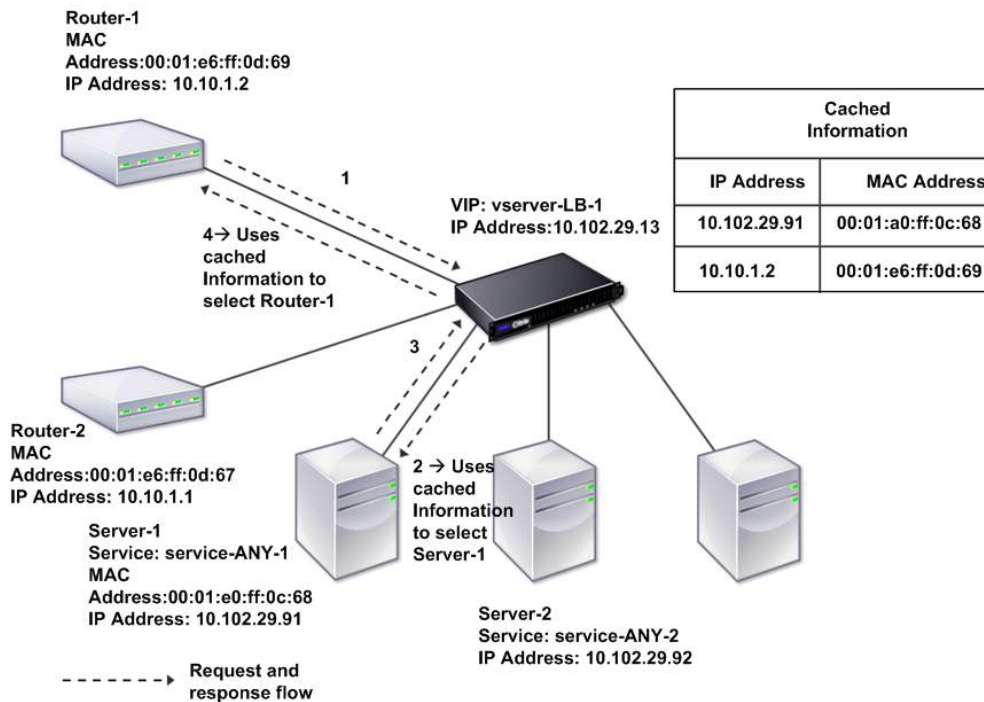 Router-1
MAC
Address:00:01:e6:ff:0d:69
IP Address: 10.10.1.2
1
4→ Uses
cached
Information to
select Router-1
VIP: vserver-LB-1
IP Address:10.102.29.13
Cached
Information
IP Address MAC Address
10.102.29.91 00:01:a0:ff:0c:68
10.10.1.2 00:01:e6:ff:0d:69
3
Router-2
MAC
Address:00:01:e6:ff:0d:67
IP Address: 10.10.1.1
2 → Uses
cached
Information
to select
Server-1
Server-1
Service: service-ANY-1
MAC
Address:00:01:e0:ff:0c:68
IP Address: 10.102.29.91
Server-2
Service: service-ANY-2
IP Address: 10.102.29.92
Request and
response flow